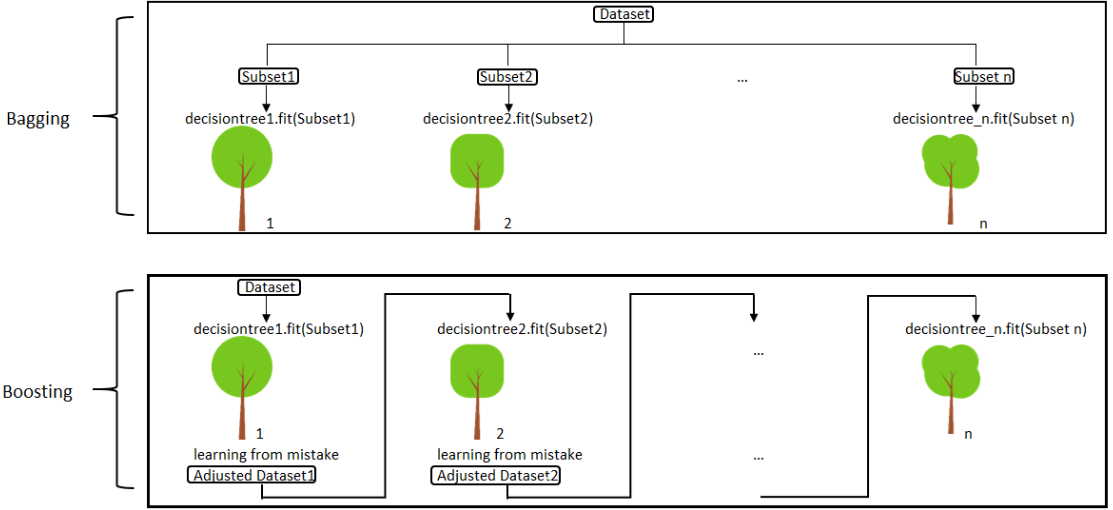 Dataset
Subset1
Subset2
...
Subset n
Bagging
decisiontree1.fit(Subset1)
decisiontree2.fit(Subset2)
decisiontree_n.fit(Subset n)
1
2
n
Dataset
decisiontree1.fit(Subset1)
decisiontree2.fit(Subset2)
decisiontree_n.fit(Subset n)
...
Boosting
1
2
n
learning from mistake
learning from mistake
...
Adjusted Dataset1
Adjusted Dataset2